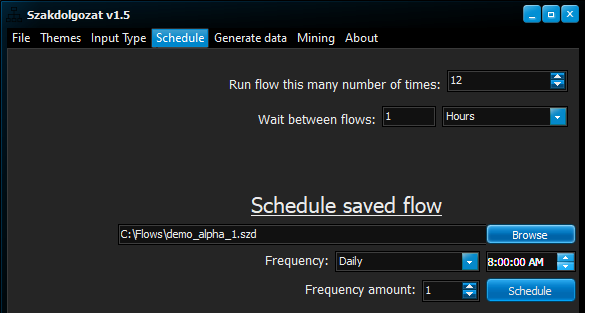 Szakdolgozat v1.5
File Themes Input Type Schedule Generate data Mining About
Run flow this many number of times: 12
Wait between flows: 1 Hours
Schedule saved flow
C:\Flows\demo_alpha_1.szd Browse
Frequency: Daily 8:00:00 AM
Frequency amount: 1 Schedule